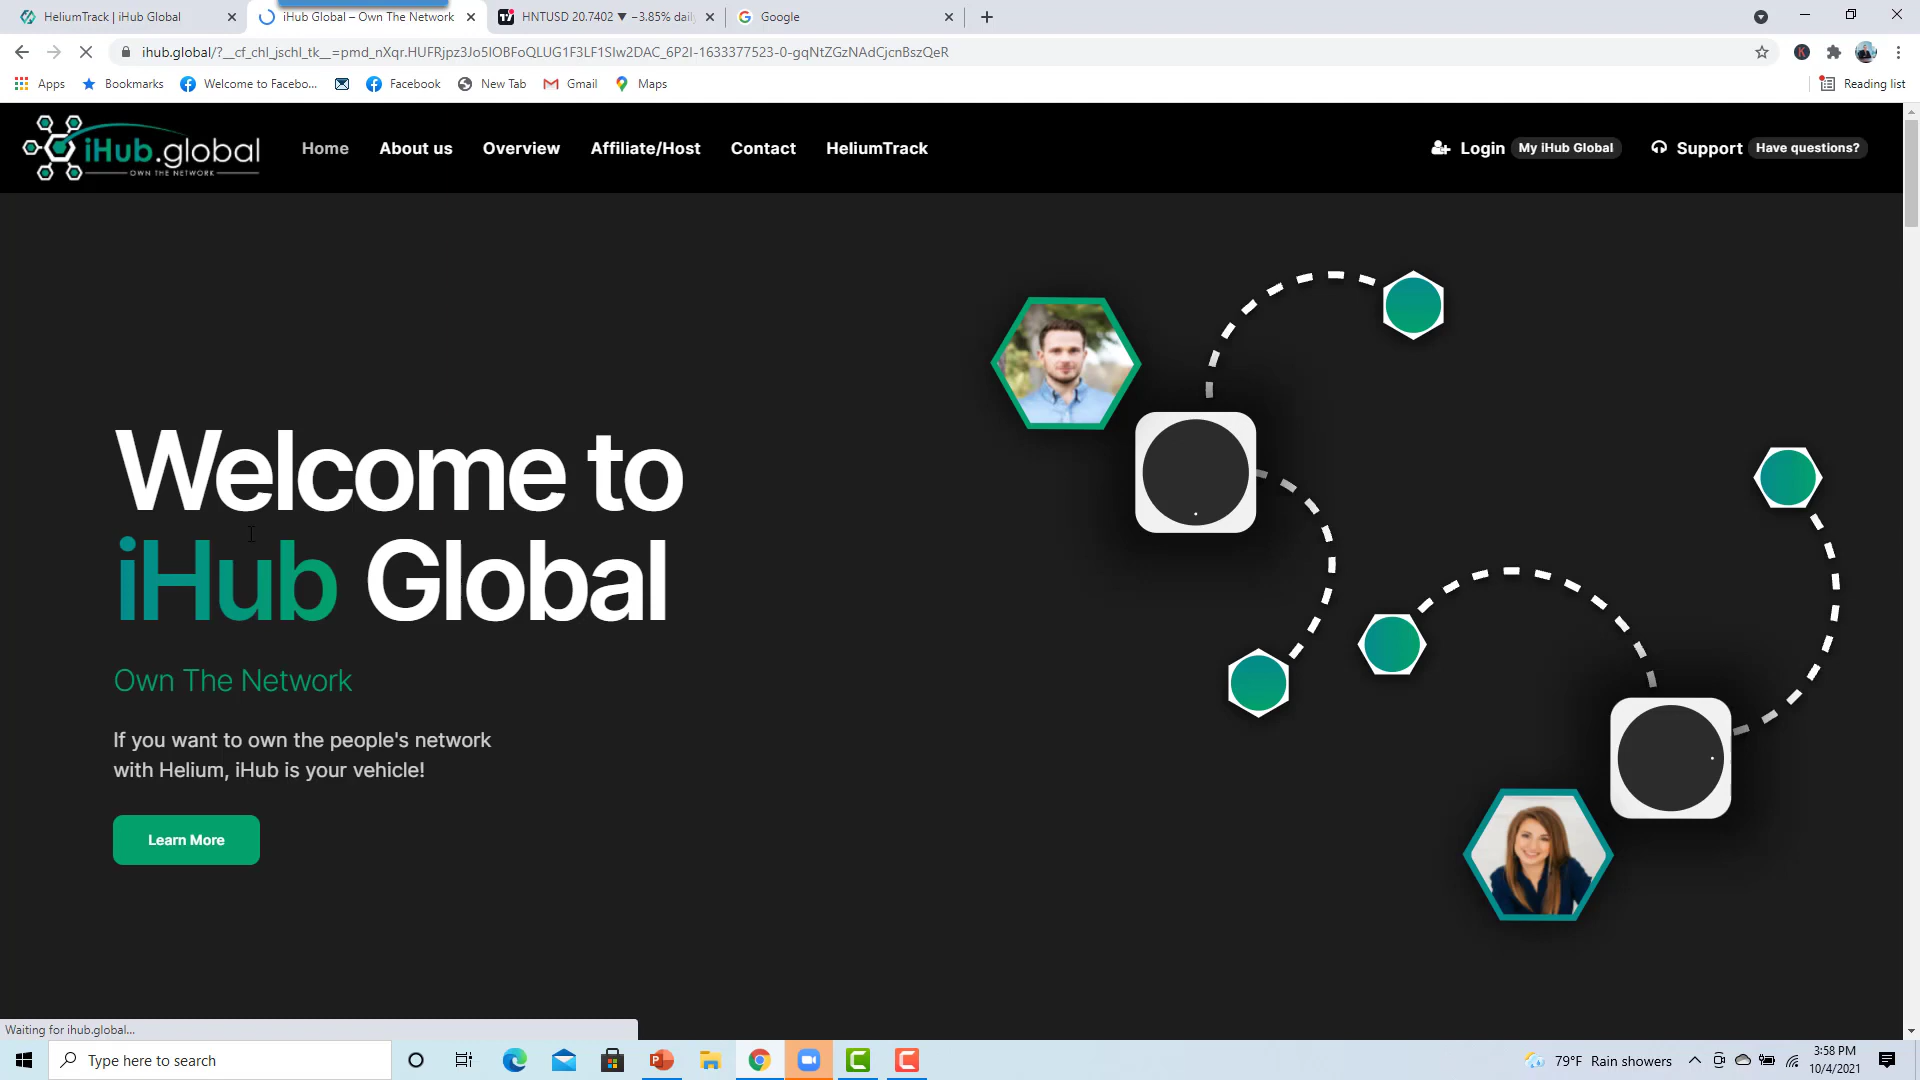 HeliumTrack | iHub Global
iHub Global – Own The Network
HNTUSD 20.7402 ▼ −3.85% daily
Google
ihub.global/?__cf_chl_jschl_tk__=pmd_nXqr.HUFRjpz3Jo5IOBFoQLUG1F3LF1SIw2DAC_6P2I-1633377523-0-gqNtZGzNAdCjcnBszQeR
Apps
Bookmarks
Welcome to Facebo...
Facebook
New Tab
Gmail
Maps
Reading list
iHub.global
OWN THE NETWORK
Home
About us
Overview
Affiliate/Host
Contact
HeliumTrack
Login My iHub Global
Support Have questions?
Welcome to
iHub Global
Own The Network
If you want to own the people's network
with Helium, iHub is your vehicle!
Learn More
Waiting for ihub.global...
Type here to search
79°F Rain showers
3:58 PM
10/4/2021